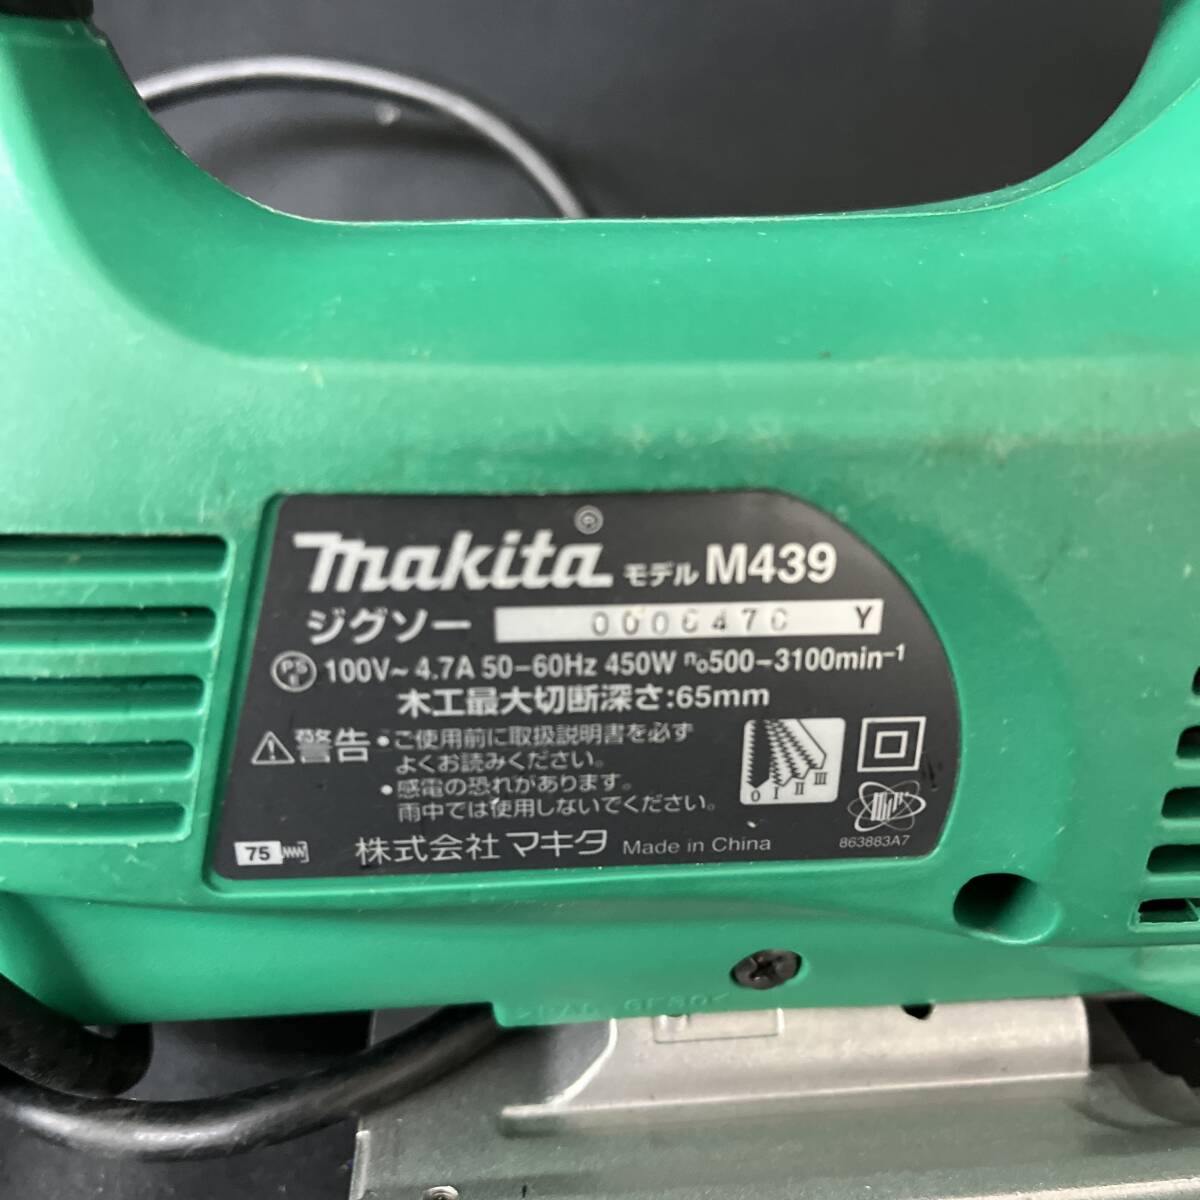 makita モデル M439
ジグソー 000647C Y
PS E 100V~ 4.7A 50-60Hz 450W n₀500-3100min⁻¹
木工最大切断深さ:65mm
⚠警告 •ご使用前に取扱説明書を必ず
よくお読みください。
•感電の恐れがあります。
雨中では使用しないでください。
0 I II III
75 株式会社 マキタ Made in China
863883A7